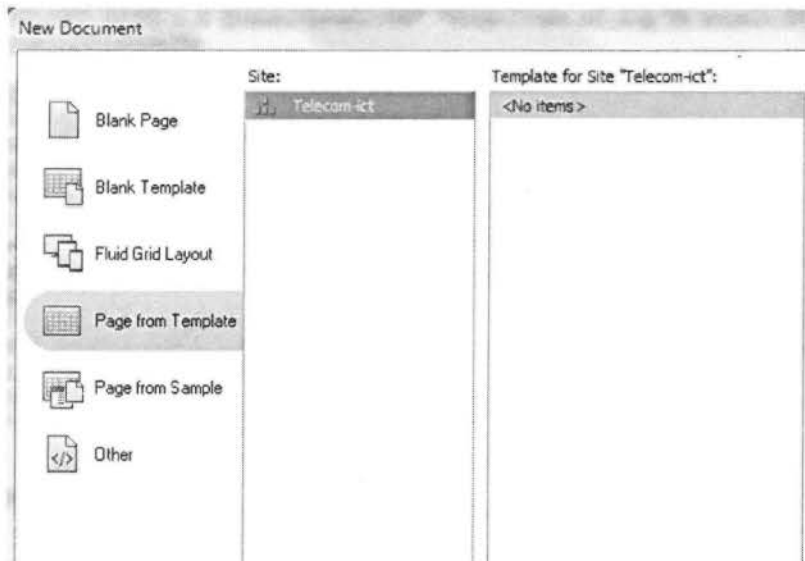 New Document
Site:
Template for Site "Telecom-ict":
Telecom-ict
<No items>
Blank Page
Blank Template
Fluid Grid Layout
Page from Template
Page from Sample
</> Other